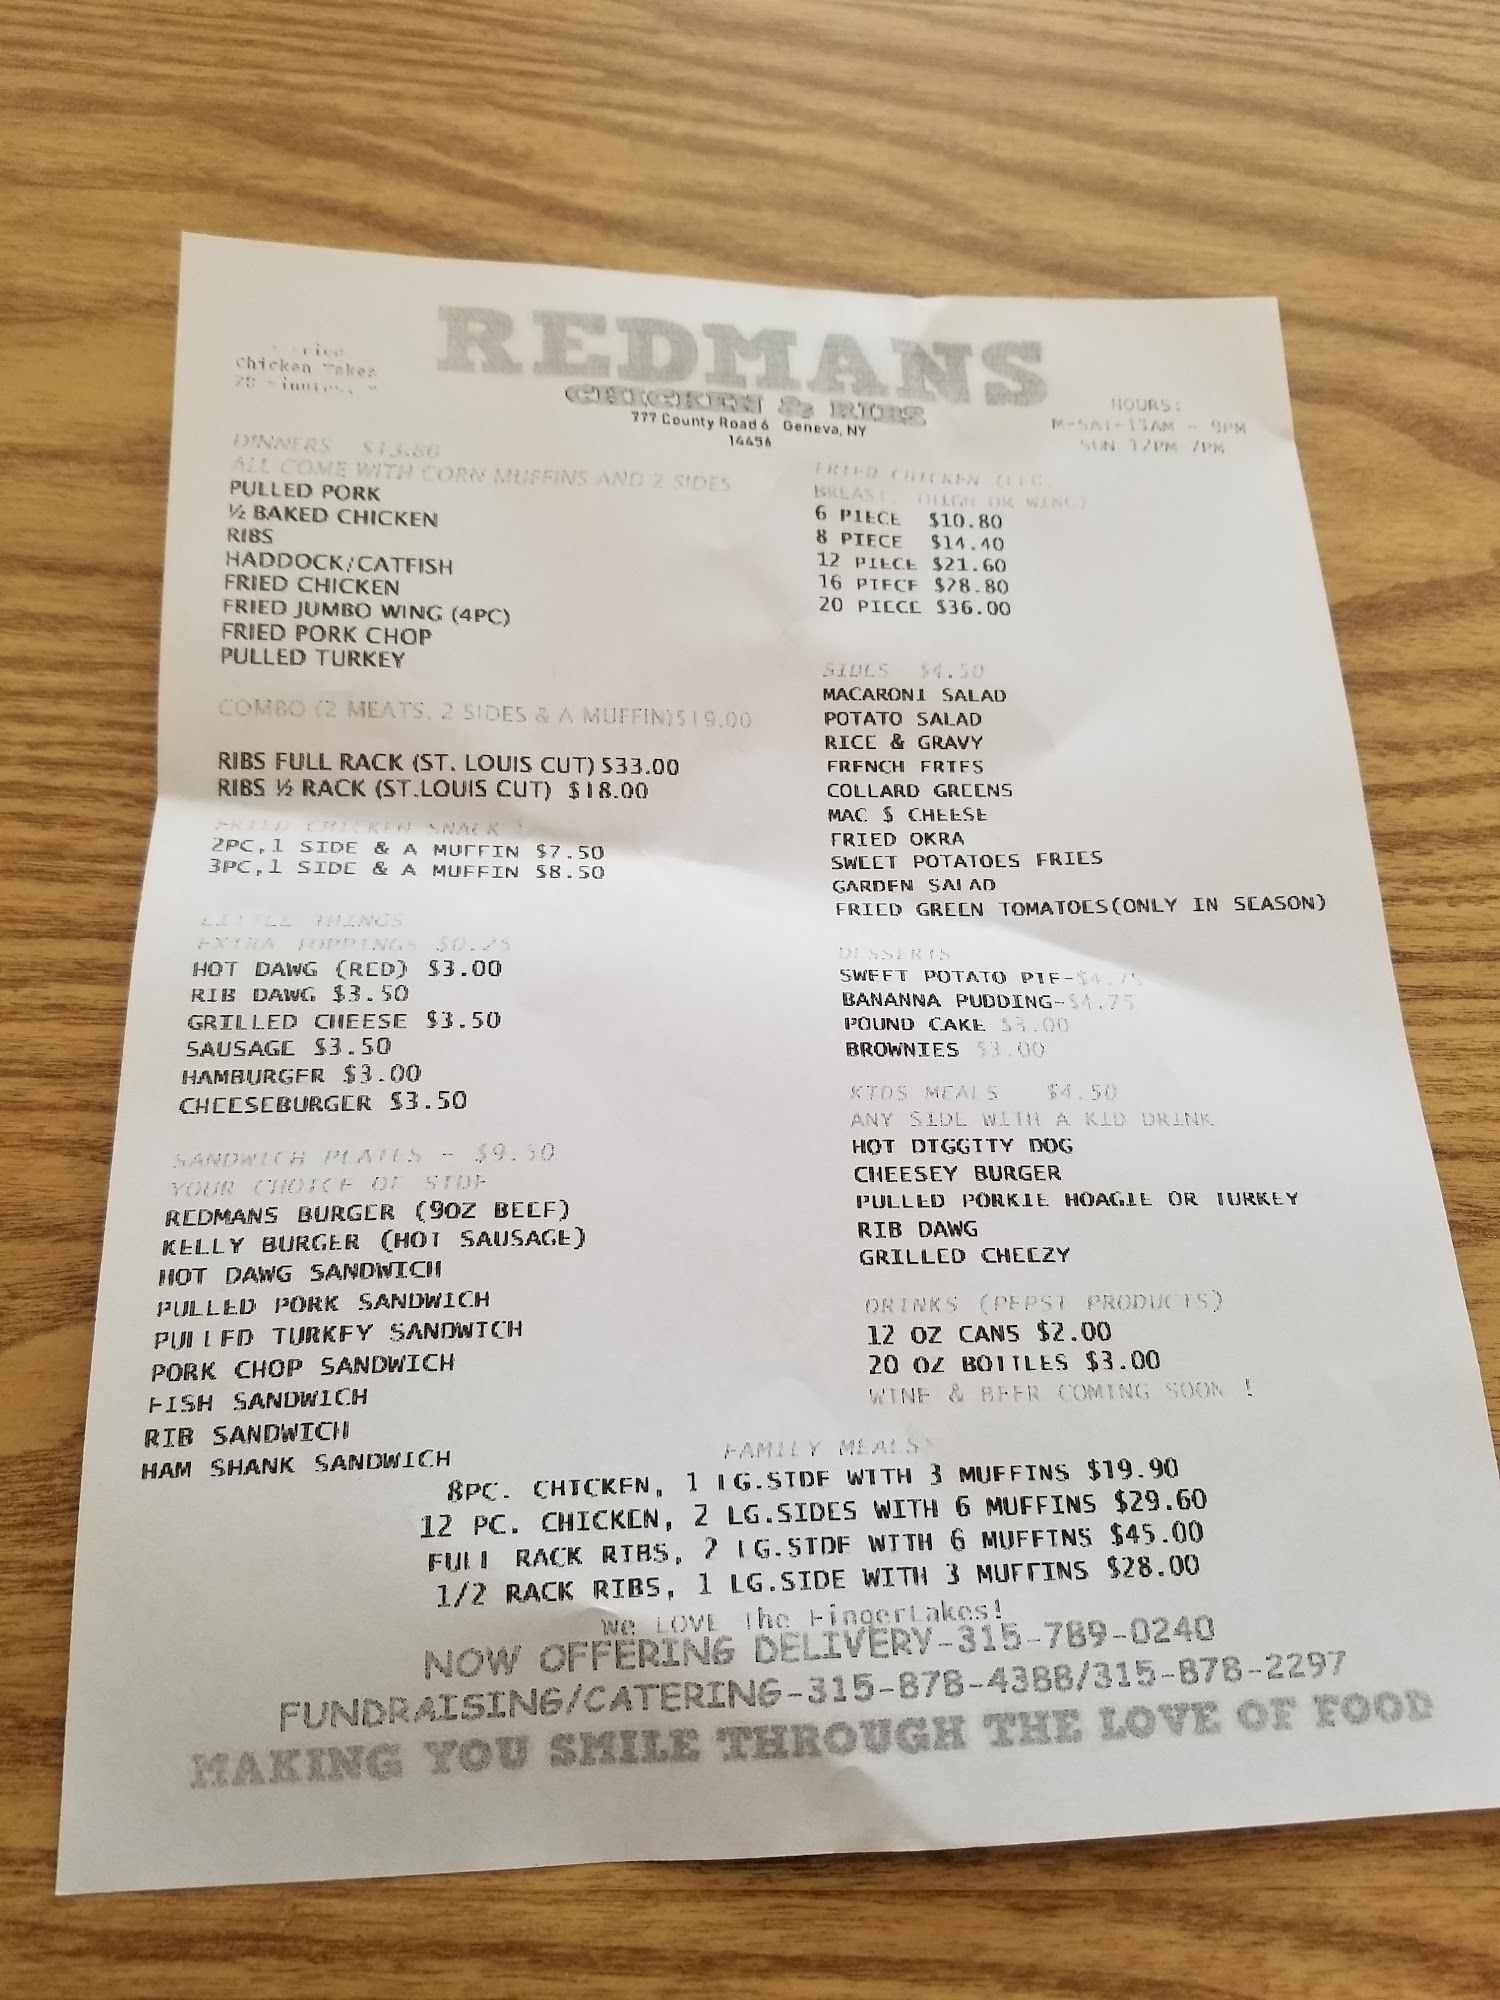 REDMANS
CHICKEN & RIBS
777 County Road 6 Geneva, NY
14456
Chicken Takes
HOURS:
M-SAT-11AM - 9PM
SUN 12PM 7PM
DINNERS $13.80
ALL COME WITH CORN MUFFINS AND 2 SIDES
PULLED PORK
½ BAKED CHICKEN
RIBS
HADDOCK/CATFISH
FRIED CHICKEN
FRIED JUMBO WING (4PC)
FRIED PORK CHOP
PULLED TURKEY
COMBO (2 MEATS, 2 SIDES & A MUFFIN)$19.00
RIBS FULL RACK (ST. LOUIS CUT) $33.00
RIBS ½ RACK (ST.LOUIS CUT) $18.00
FRIED CHICKEN SNACK
2PC,1 SIDE & A MUFFIN $7.50
3PC,1 SIDE & A MUFFIN $8.50
LITTLE THINGS
EXTRA TOPPINGS $0.25
HOT DAWG (RED) $3.00
RIB DAWG $3.50
GRILLED CHEESE $3.50
SAUSAGE $3.50
HAMBURGER $3.00
CHEESEBURGER $3.50
SANDWICH PLATES - $9.50
YOUR CHOICE OF SIDE
REDMANS BURGER (9OZ BEEF)
KELLY BURGER (HOT SAUSAGE)
HOT DAWG SANDWICH
PULLED PORK SANDWICH
PULLED TURKEY SANDWICH
PORK CHOP SANDWICH
FISH SANDWICH
RIB SANDWICH
HAM SHANK SANDWICH
FRIED CHICKEN (LEG,
BREAST, THIGH OR WING)
6 PIECE $10.80
8 PIECE $14.40
12 PIECE $21.60
16 PIECE $28.80
20 PIECE $36.00
SIDES $4.50
MACARONI SALAD
POTATO SALAD
RICE & GRAVY
FRENCH FRIES
COLLARD GREENS
MAC $ CHEESE
FRIED OKRA
SWEET POTATOES FRIES
GARDEN SALAD
FRIED GREEN TOMATOES(ONLY IN SEASON)
DESSERTS
SWEET POTATO PIE-$4.75
BANANNA PUDDING-$4.75
POUND CAKE $3.00
BROWNIES $3.00
KIDS MEALS $4.50
ANY SIDE WITH A KID DRINK
HOT DIGGITY DOG
CHEESEY BURGER
PULLED PORKIE HOAGIE OR TURKEY
RIB DAWG
GRILLED CHEEZY
DRINKS (PEPSI PRODUCTS)
12 OZ CANS $2.00
20 OZ BOTTLES $3.00
WINE & BEER COMING SOON !
FAMILY MEALS
8PC. CHICKEN, 1 LG.SIDE WITH 3 MUFFINS $19.90
12 PC. CHICKEN, 2 LG.SIDES WITH 6 MUFFINS $29.60
FULL RACK RIBS, 2 LG.SIDE WITH 6 MUFFINS $45.00
1/2 RACK RIBS, 1 LG.SIDE WITH 3 MUFFINS $28.00
We LOVE The FingerLakes!
NOW OFFERING DELIVERY-315-789-0240
FUNDRAISING/CATERING-315-878-4388/315-878-2297
MAKING YOU SMILE THROUGH THE LOVE OF FOOD